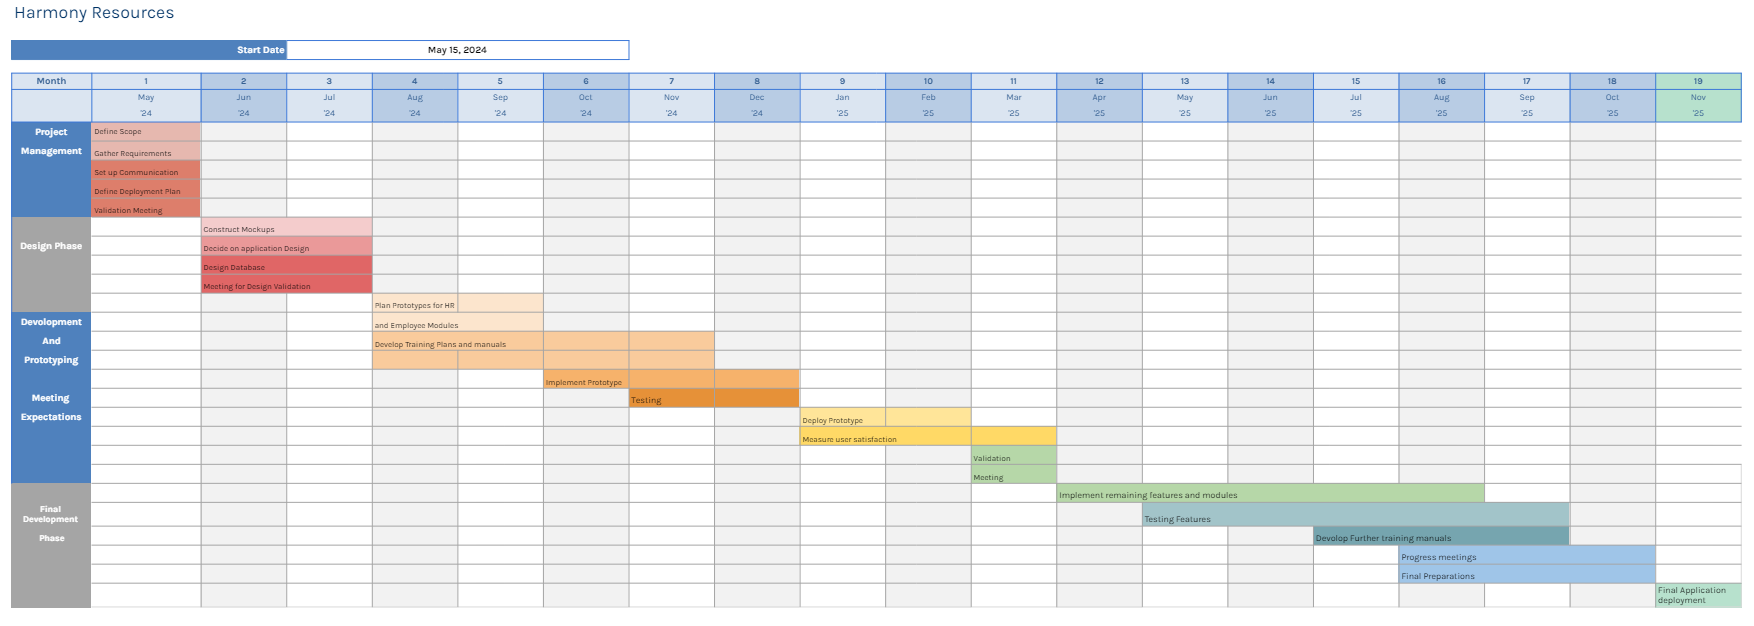 Harmony Resources
Start Date May 15, 2024
Month 1 2 3 4 5 6 7 8 9 10 11 12 13 14 15 16 17 18 19
May Jun Jul Aug Sep Oct Nov Dec Jan Feb Mar Apr May Jun Jul Aug Sep Oct Nov
'24 '24 '24 '24 '24 '24 '24 '24 '25 '25 '25 '25 '25 '25 '25 '25 '25 '25 '25
Project Define Scope
Management Gather Requirements
Set up Communication
Define Deployment Plan
Validation Meeting
Construct Mockups
Design Phase Decide on application Design
Design Database
Meeting for Design Validation
Plan Prototypes for HR
Devolopment and Employee Modules
And Develop Training Plans and manuals
Prototyping
Implement Prototype
Meeting Testing
Expectations Deploy Prototype
Measure user satisfaction
Validation
Meeting
Implement remaining features and modules
Final
Development Testing Features
Phase Devolop Further training manuals
Progress meetings
Final Preparations
Final Application
deployment